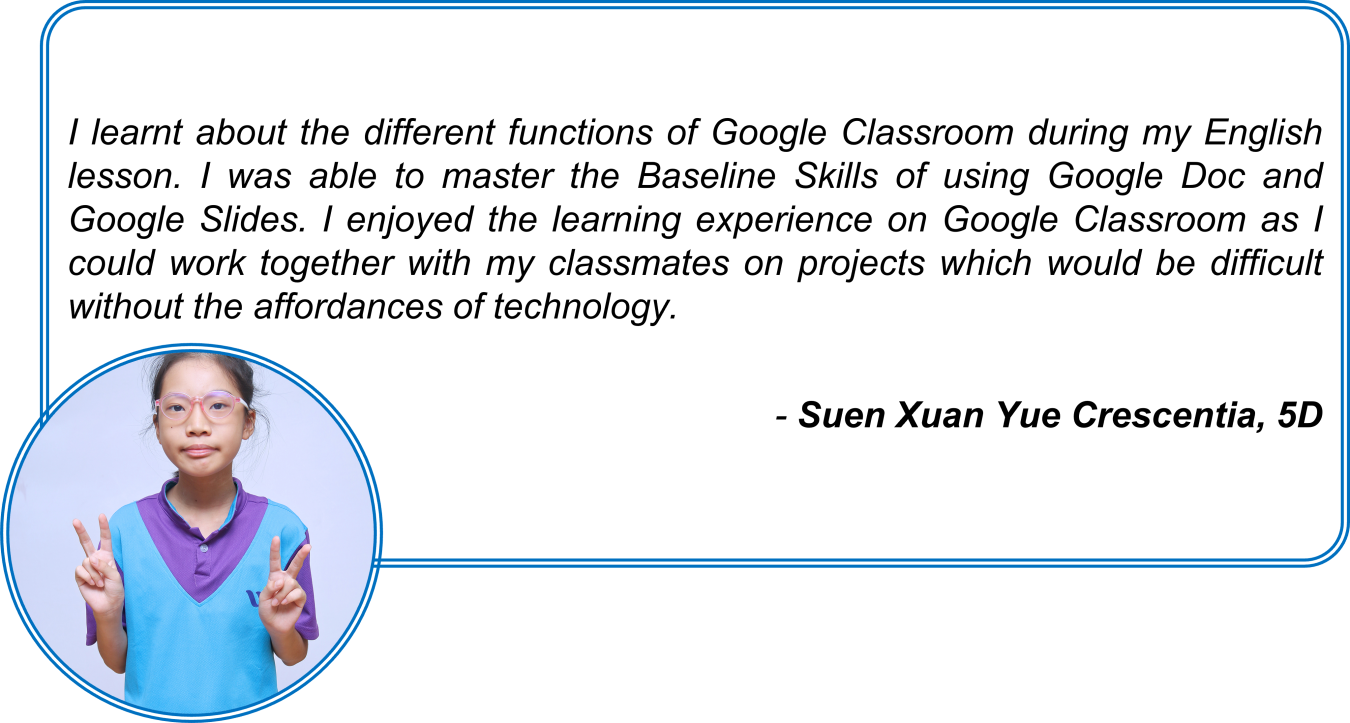 I learnt about the different functions of Google Classroom during my English
lesson. I was able to master the Baseline Skills of using Google Doc and
Google Slides. I enjoyed the learning experience on Google Classroom as I
could work together with my classmates on projects which would be difficult
without the affordances of technology.
- Suen Xuan Yue Crescentia, 5D